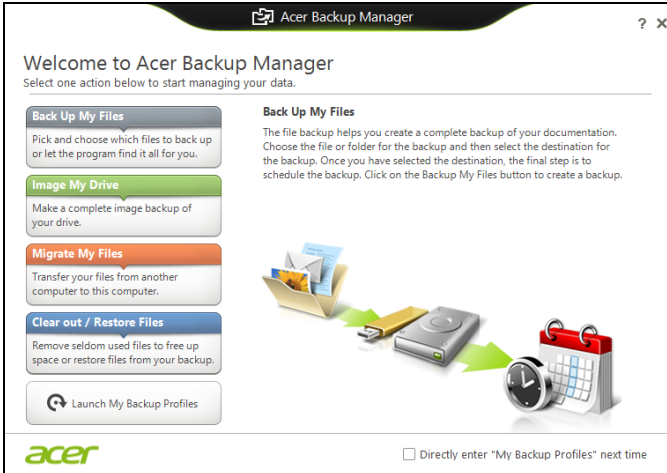 Acer Backup Manager
? X
Welcome to Acer Backup Manager
Select one action below to start managing your data.
Back Up My Files
Pick and choose which files to back up
or let the program find it all for you.
Image My Drive
Make a complete image backup of
your drive.
Migrate My Files
Transfer your files from another
computer to this computer.
Clear out / Restore Files
Remove seldom used files to free up
space or restore files from your backup.
Launch My Backup Profiles
Back Up My Files
The file backup helps you create a complete backup of your documentation.
Choose the file or folder for the backup and then select the destination for
the backup. Once you have selected the destination, the final step is to
schedule the backup. Click on the Backup My Files button to create a backup.
acer
Directly enter "My Backup Profiles" next time